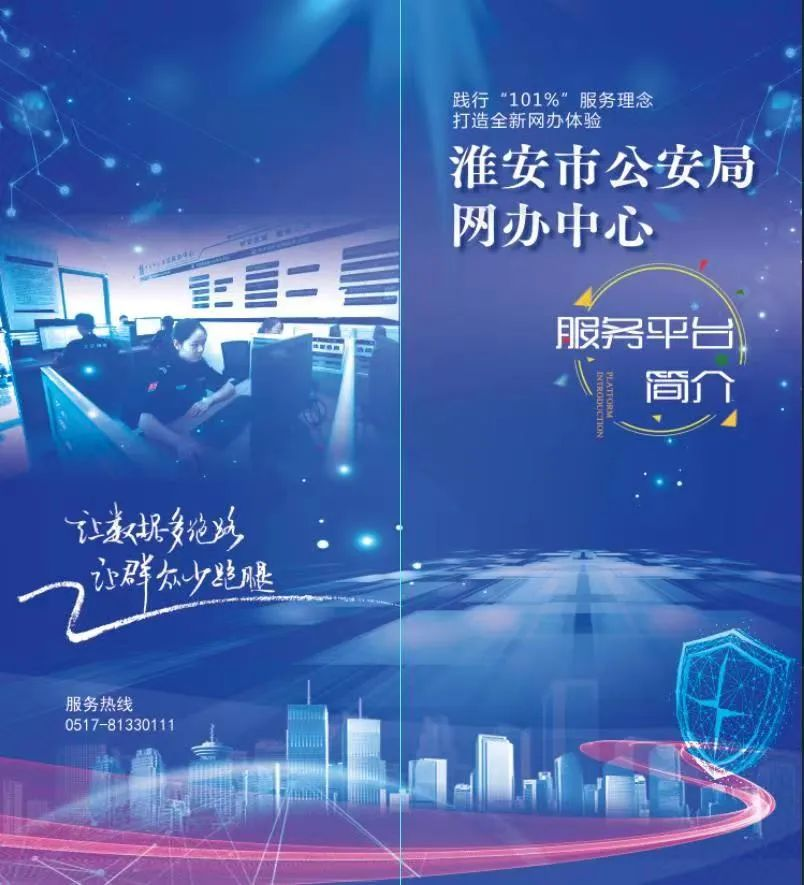 践行“101%”服务理念
打造全新网办体验
淮安市公安局
网办中心
服务平台
简介
PLATFORM
INTRODUCTION
让数据多跑路
让群众少跑腿
服务热线
0517-81330111